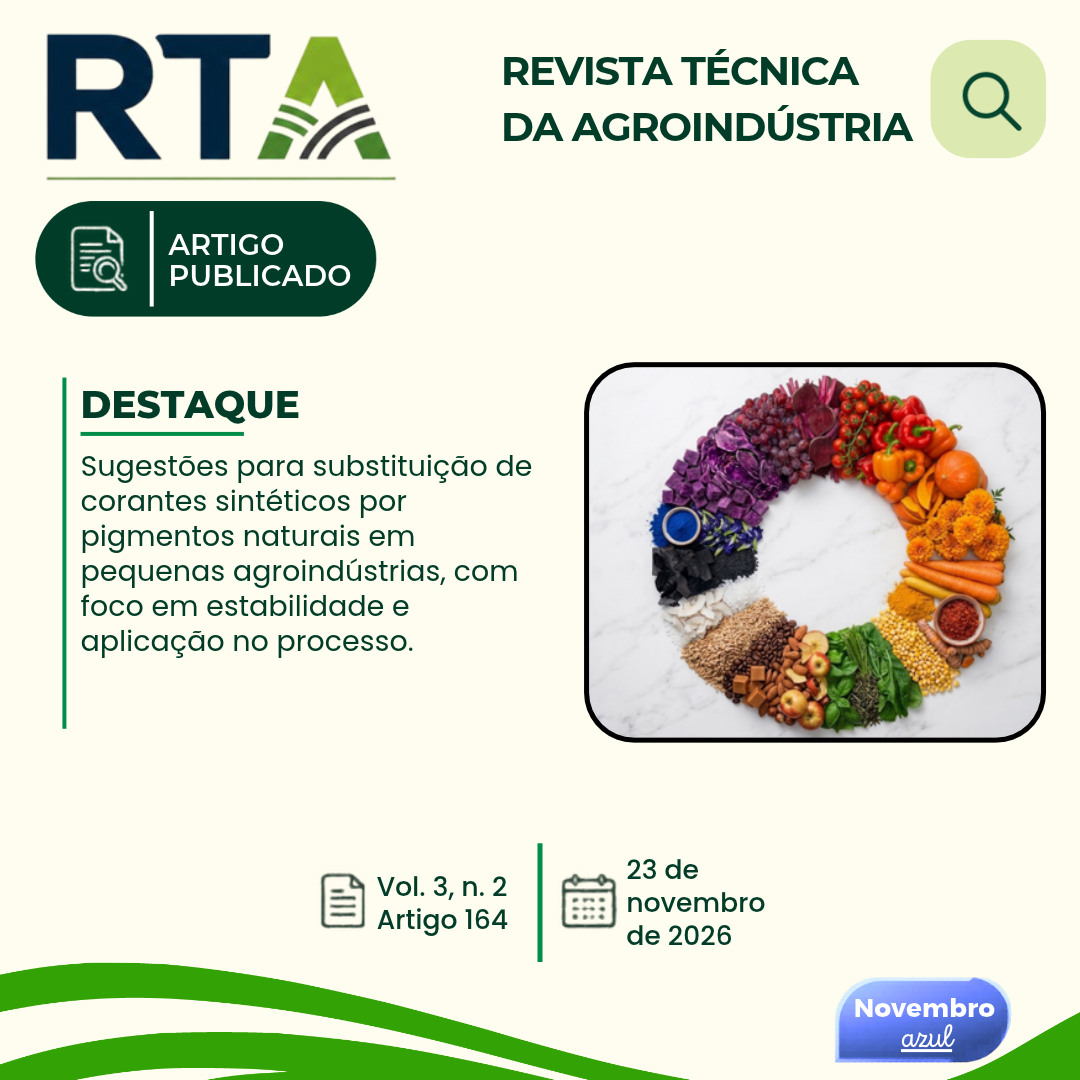 RTA
REVISTA TÉCNICA
DA AGROINDÚSTRIA
ARTIGO
PUBLICADO
DESTAQUE
Sugestões para substituição de
corantes sintéticos por
pigmentos naturais em
pequenas agroindústrias, com
foco em estabilidade e
aplicação no processo.
Vol. 3, n. 2
Artigo 164
23 de
novembro
de 2026
Novembro
azul